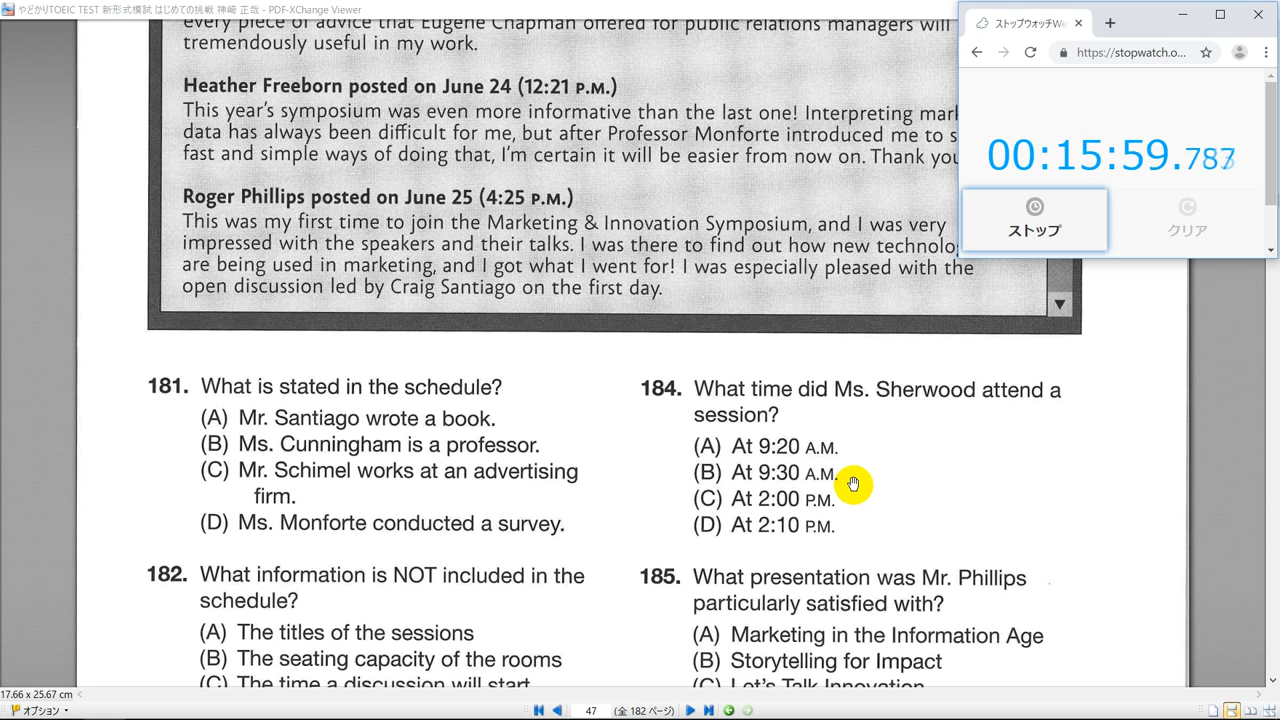 やどかりTOEIC TEST 新形式模試 はじめての挑戦 神﨑 正哉 - PDF-XChange Viewer
every piece of advice that Eugene Chapman offered for public relations managers will
tremendously useful in my work.
Heather Freeborn posted on June 24 (12:21 P.M.)
This year's symposium was even more informative than the last one! Interpreting
data has always been difficult for me, but after Professor Monforte introduced me to
fast and simple ways of doing that, I'm certain it will be easier from now on. Thank
Roger Phillips posted on June 25 (4:25 P.M.)
This was my first time to join the Marketing & Innovation Symposium, and I was very
impressed with the speakers and their talks. I was there to find out how new
are being used in marketing, and I got what I went for! I was especially pleased with the
open discussion led by Craig Santiago on the first day.
ストップウォッチWe
https://stopwatch.o...
00:15:59.
ストップ
クリア
181. What is stated in the schedule?
(A) Mr. Santiago wrote a book.
(B) Ms. Cunningham is a professor.
(C) Mr. Schimel works at an advertising
firm.
(D) Ms. Monforte conducted a survey.
182. What information is NOT included in the
schedule?
(A) The titles of the sessions
(B) The seating capacity of the rooms
(C) The time a discussion will start
184. What time did Ms. Sherwood attend a
session?
(A) At 9:20 A.M.
(B) At 9:30 A.M.
(C) At 2:00 P.M.
(D) At 2:10 P.M.
185. What presentation was Mr. Phillips
particularly satisfied with?
(A) Marketing in the Information Age
(B) Storytelling for Impact
(C) Let's Talk Innovation
17.66 x 25.67 cm
オプション
47 (全 182 ページ)